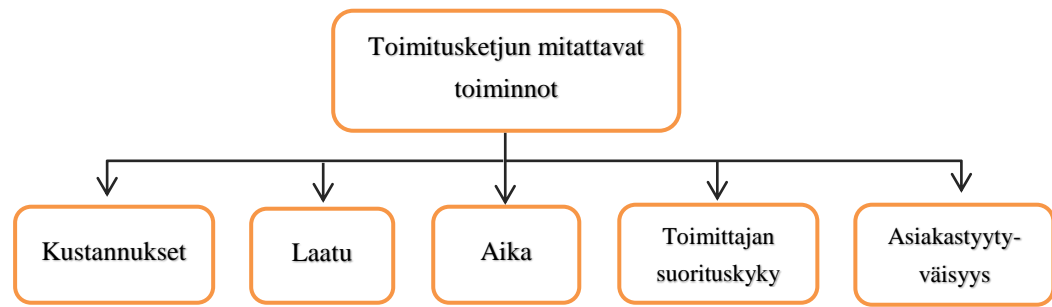 Toimitusketjun mitattavat
toiminnot
Kustannukset
Laatu
Aika
Toimittajan
suorituskyky
Asiakastyyty-
väisyys